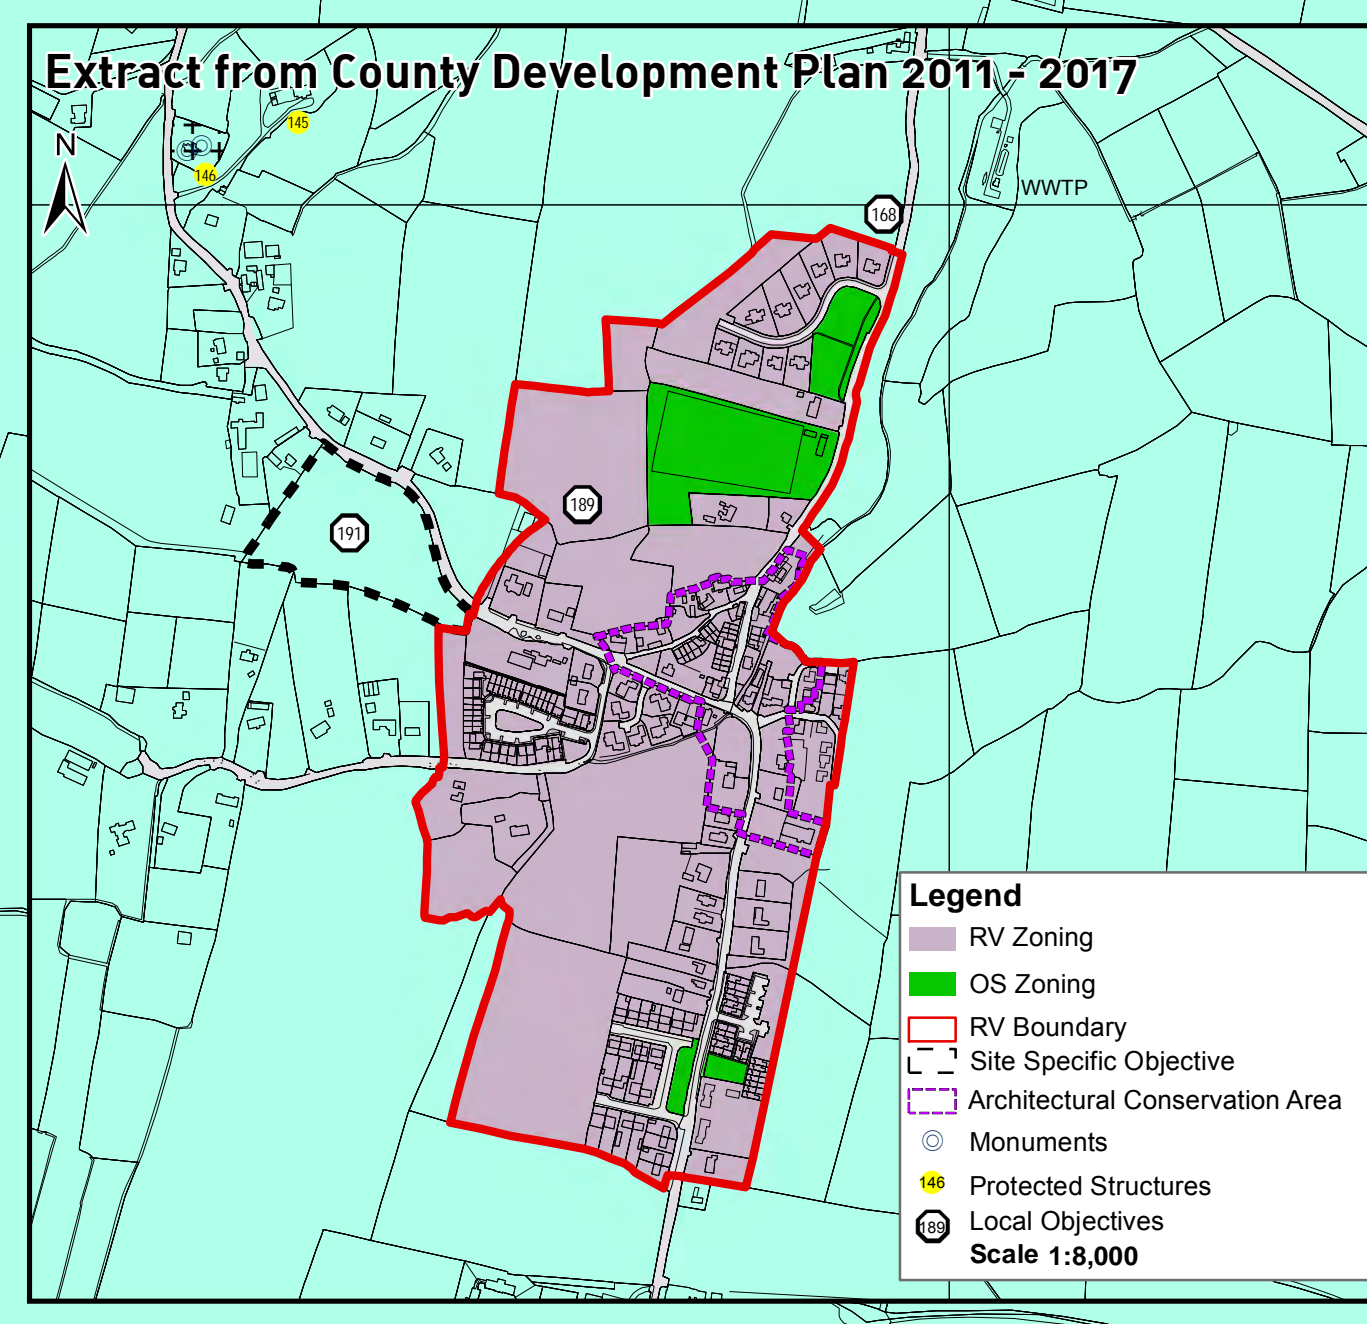 Extract from County Development Plan 2011 - 2017
145
N
146
WWTP
168
189
191
Legend
RV Zoning
OS Zoning
RV Boundary
Site Specific Objective
Architectural Conservation Area
Monuments
146 Protected Structures
189 Local Objectives
Scale 1:8,000